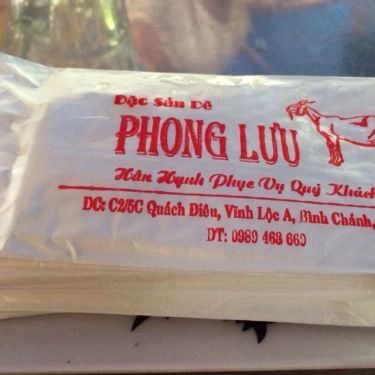 Đặc Sản Dê
PHONG LƯU
Hân Hạnh Phục Vụ Quý Khách
ĐC: C2/5C Quách Điêu, Vĩnh Lộc A, Bình Chánh,
ĐT: 0989 463 660